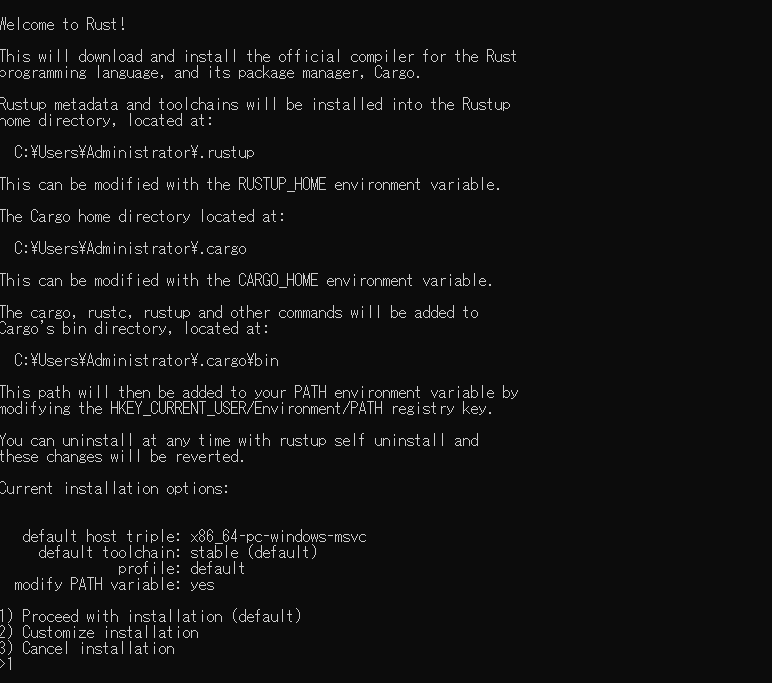 Welcome to Rust!
This will download and install the official compiler for the Rust
programming language, and its package manager, Cargo.
Rustup metadata and toolchains will be installed into the Rustup
home directory, located at:
C:¥Users¥Administrator¥.rustup
This can be modified with the RUSTUP_HOME environment variable.
The Cargo home directory located at:
C:¥Users¥Administrator¥.cargo
This can be modified with the CARGO_HOME environment variable.
The cargo, rustc, rustup and other commands will be added to
Cargo's bin directory, located at:
C:¥Users¥Administrator¥.cargo¥bin
This path will then be added to your PATH environment variable by
modifying the HKEY_CURRENT_USER/Environment/PATH registry key.
You can uninstall at any time with rustup self uninstall and
these changes will be reverted.
Current installation options:
default host triple: x86_64-pc-windows-msvc
default toolchain: stable (default)
profile: default
modify PATH variable: yes
1) Proceed with installation (default)
2) Customize installation
3) Cancel installation
>1